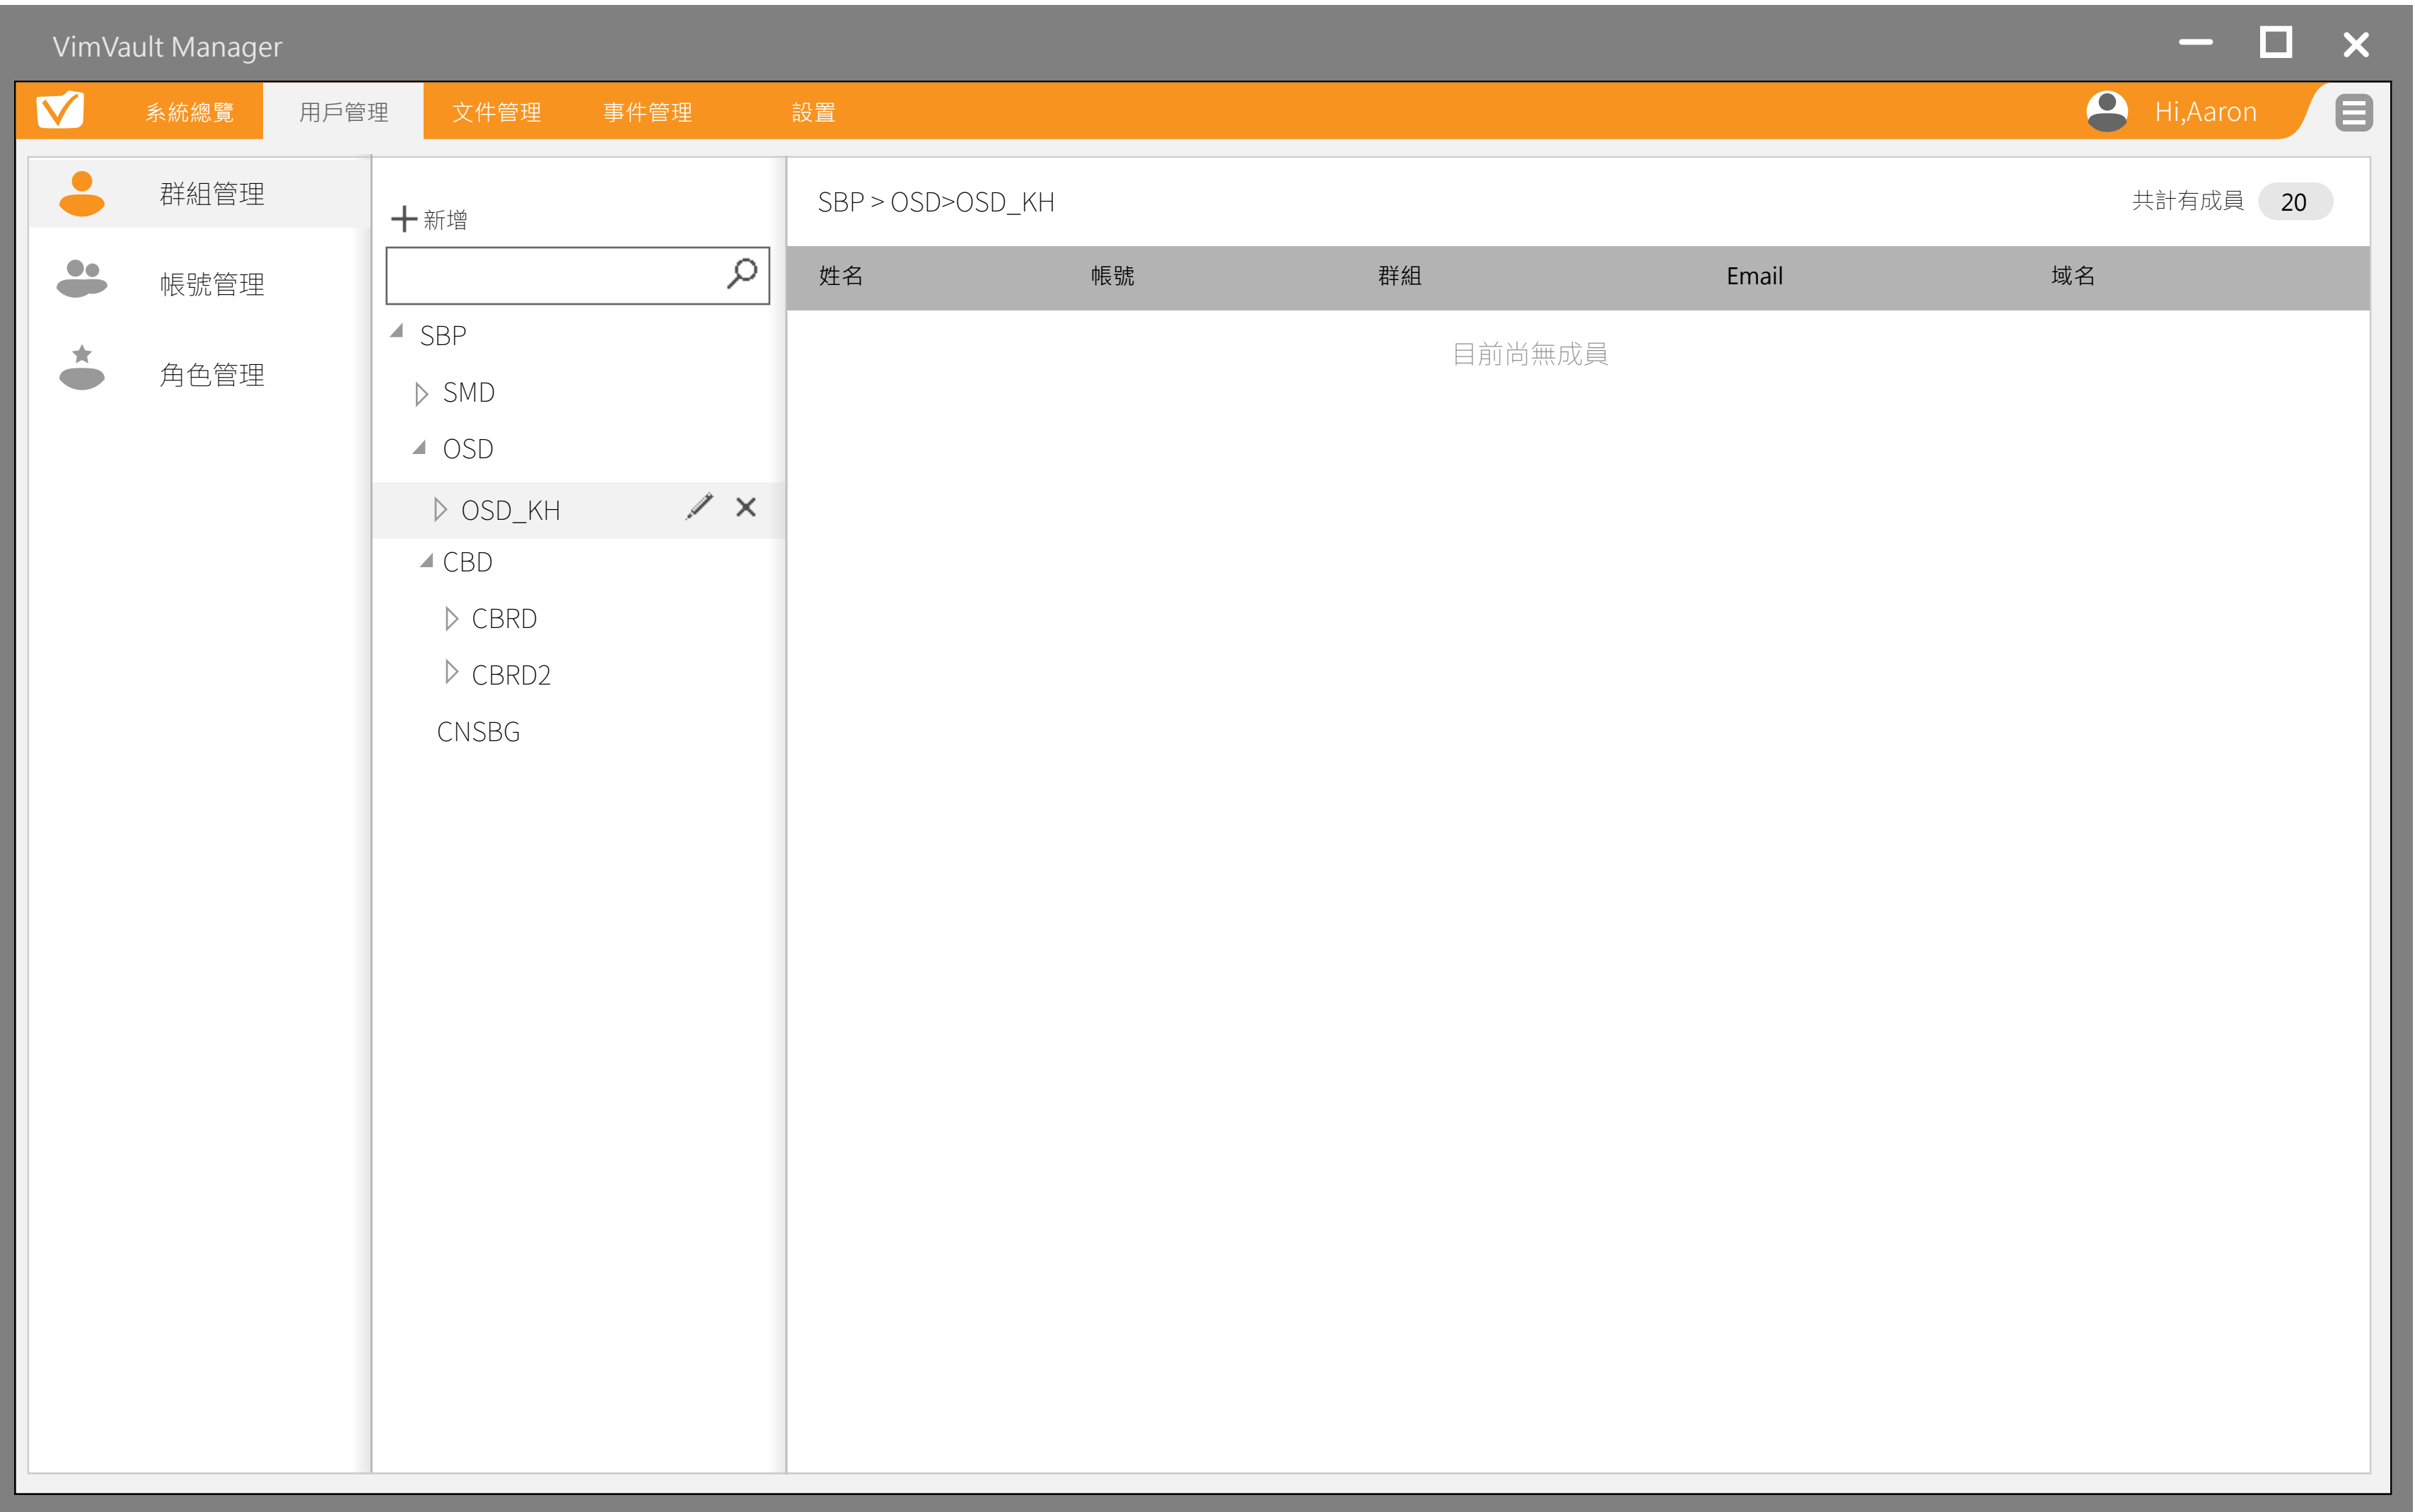 VimVault Manager
系統總覽 用戶管理 文件管理 事件管理 設置 Hi,Aaron
群組管理
帳號管理
角色管理
新增
SBP
SMD
OSD
OSD_KH
CBD
CBRD
CBRD2
CNSBG
SBP > OSD>OSD_KH 共計有成員 20
姓名 帳號 群組 Email 域名
目前尚無成員